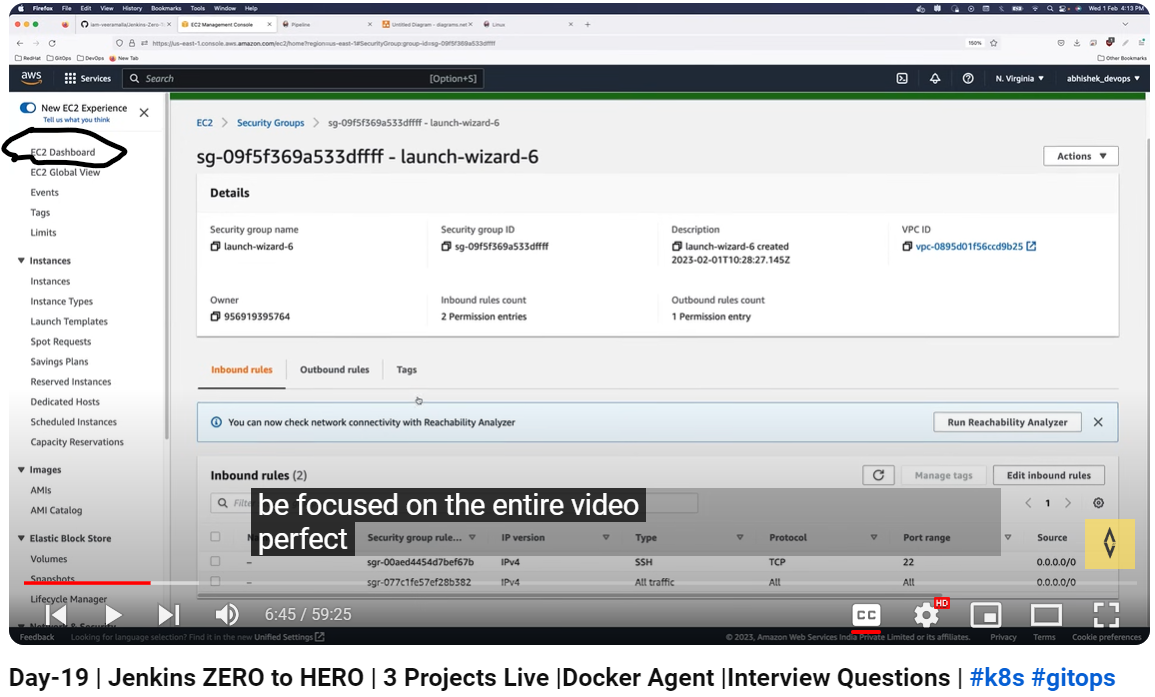 Firefox File Edit View History Bookmarks Tools Window Help
Wed 1 Feb 4:13 PM
iam-veeramalla/Jenkins-Zero-
EC2 Management Console
Pipeline
Untitled Diagram - diagrams.net
Linux
https://us-east-1.console.aws.amazon.com/ec2/home?region=us-east-1#SecurityGroup:group-id=sg-09f5f369a533dffff
150%
RedHat GitOps DevOps New Tab
Other Bookmarks
aws
Services
Search
[Option+S]
N. Virginia
abhishek_devops
New EC2 Experience
Tell us what you think
EC2 Dashboard
EC2 Global View
Events
Tags
Limits
Instances
Instances
Instance Types
Launch Templates
Spot Requests
Savings Plans
Reserved Instances
Dedicated Hosts
Scheduled Instances
Capacity Reservations
Images
AMIs
AMI Catalog
Elastic Block Store
Volumes
Snapshots
Lifecycle Manager
Network & Security
EC2 > Security Groups > sg-09f5f369a533dffff - launch-wizard-6
sg-09f5f369a533dffff - launch-wizard-6
Actions
Details
Security group name
launch-wizard-6
Security group ID
sg-09f5f369a533dffff
Description
launch-wizard-6 created
2023-02-01T10:28:27.145Z
VPC ID
vpc-0895d01f56ccd9b25
Owner
956919395764
Inbound rules count
2 Permission entries
Outbound rules count
1 Permission entry
Inbound rules
Outbound rules
Tags
You can now check network connectivity with Reachability Analyzer
Run Reachability Analyzer
Inbound rules (2)
Manage tags
Edit inbound rules
1
be focused on the entire video
perfect
Security group rule... IP version Type Protocol Port range Source
– sgr-00aed4454d7bef67b IPv4 SSH TCP 22 0.0.0.0/0
– sgr-077c1fe57ef28b382 IPv4 All traffic All All 0.0.0.0/0
6:45 / 59:25
CC
HD
Feedback
Looking for language selection? Find it in the new Unified Settings
© 2023, Amazon Web Services India Private Limited or its affiliates.
Privacy
Terms
Cookie preferences
Day-19 | Jenkins ZERO to HERO | 3 Projects Live |Docker Agent |Interview Questions | #k8s #gitops